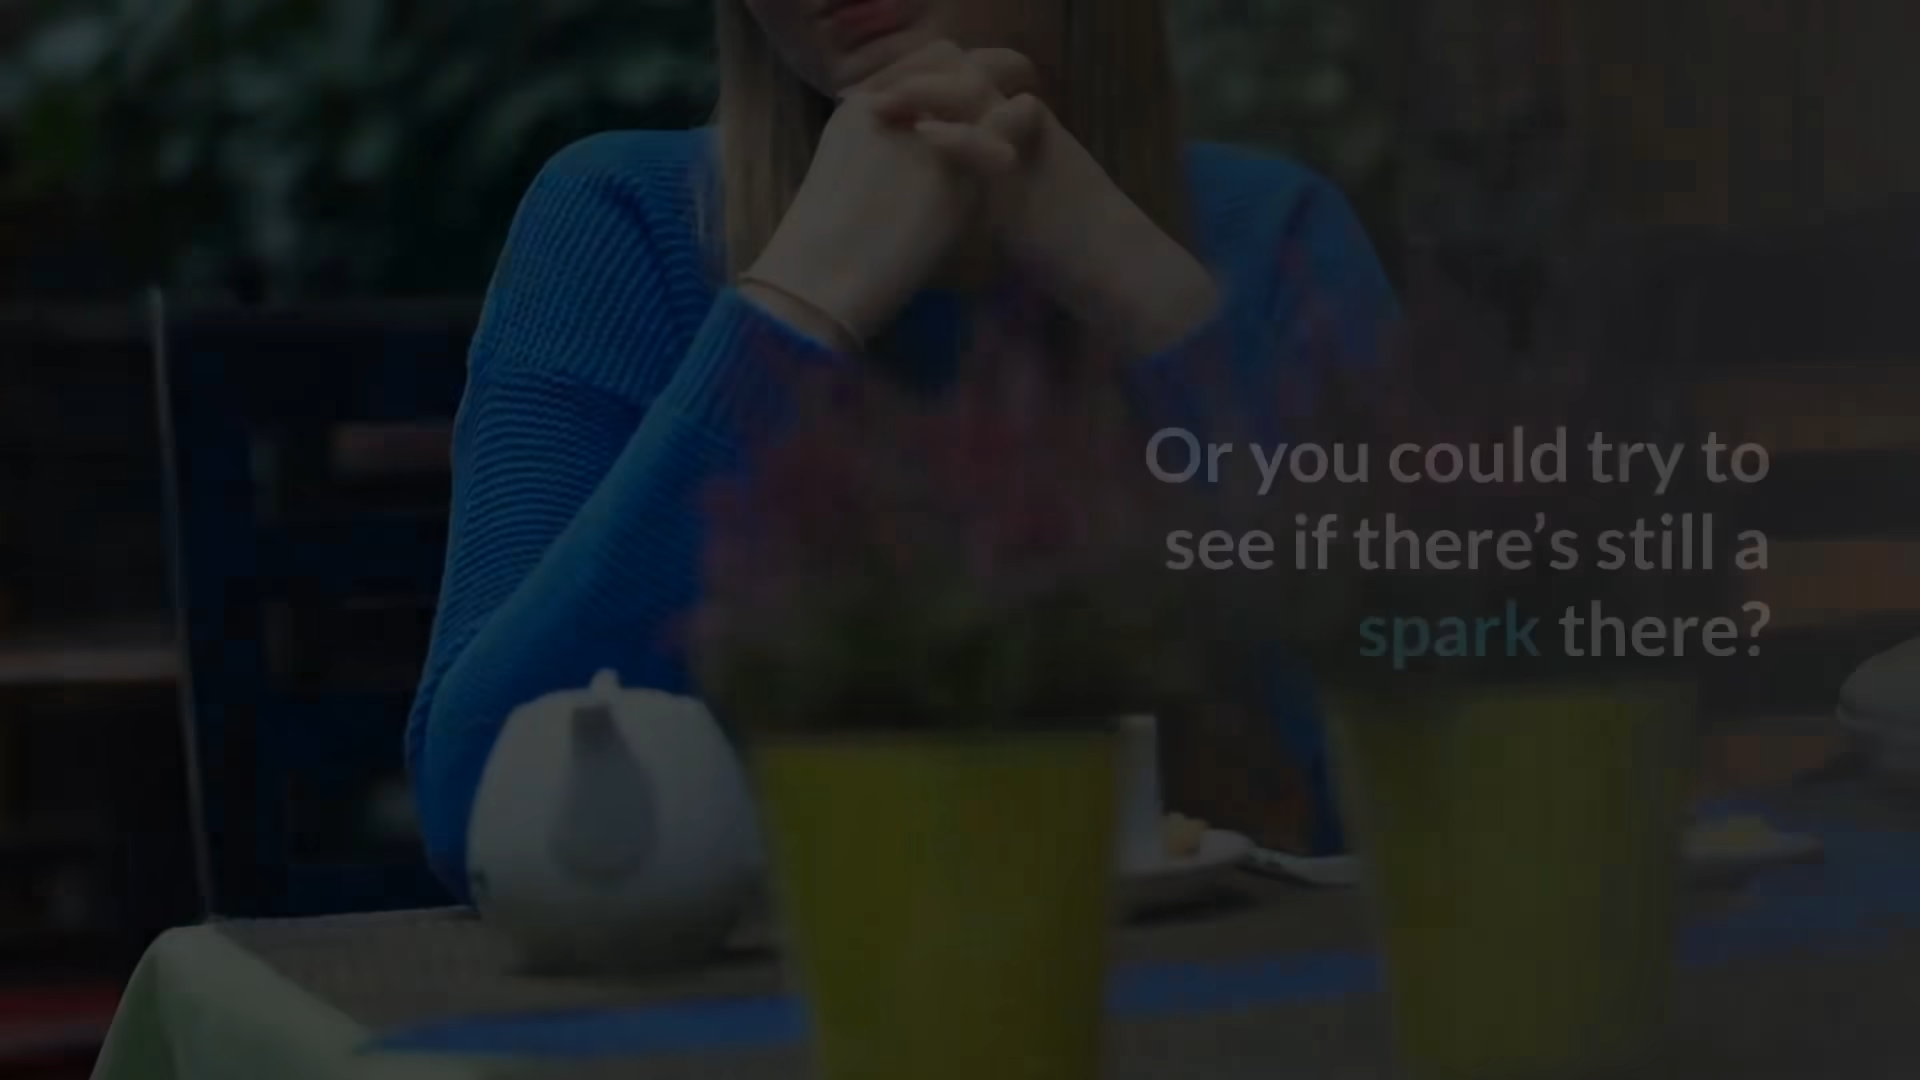 Or you could try to
see if there’s still a
spark there?